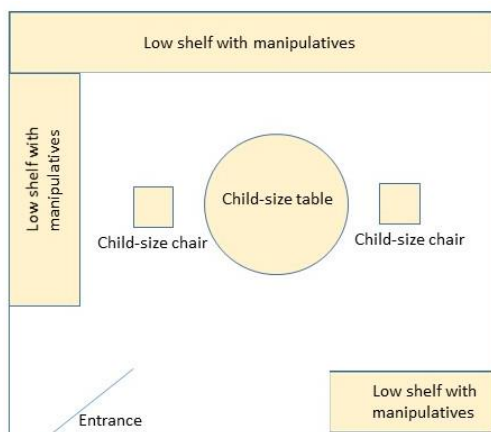 Low shelf with manipulatives
Low shelf with
manipulatives
Child-size table
Child-size chair
Child-size chair
Low shelf with
manipulatives
Entrance